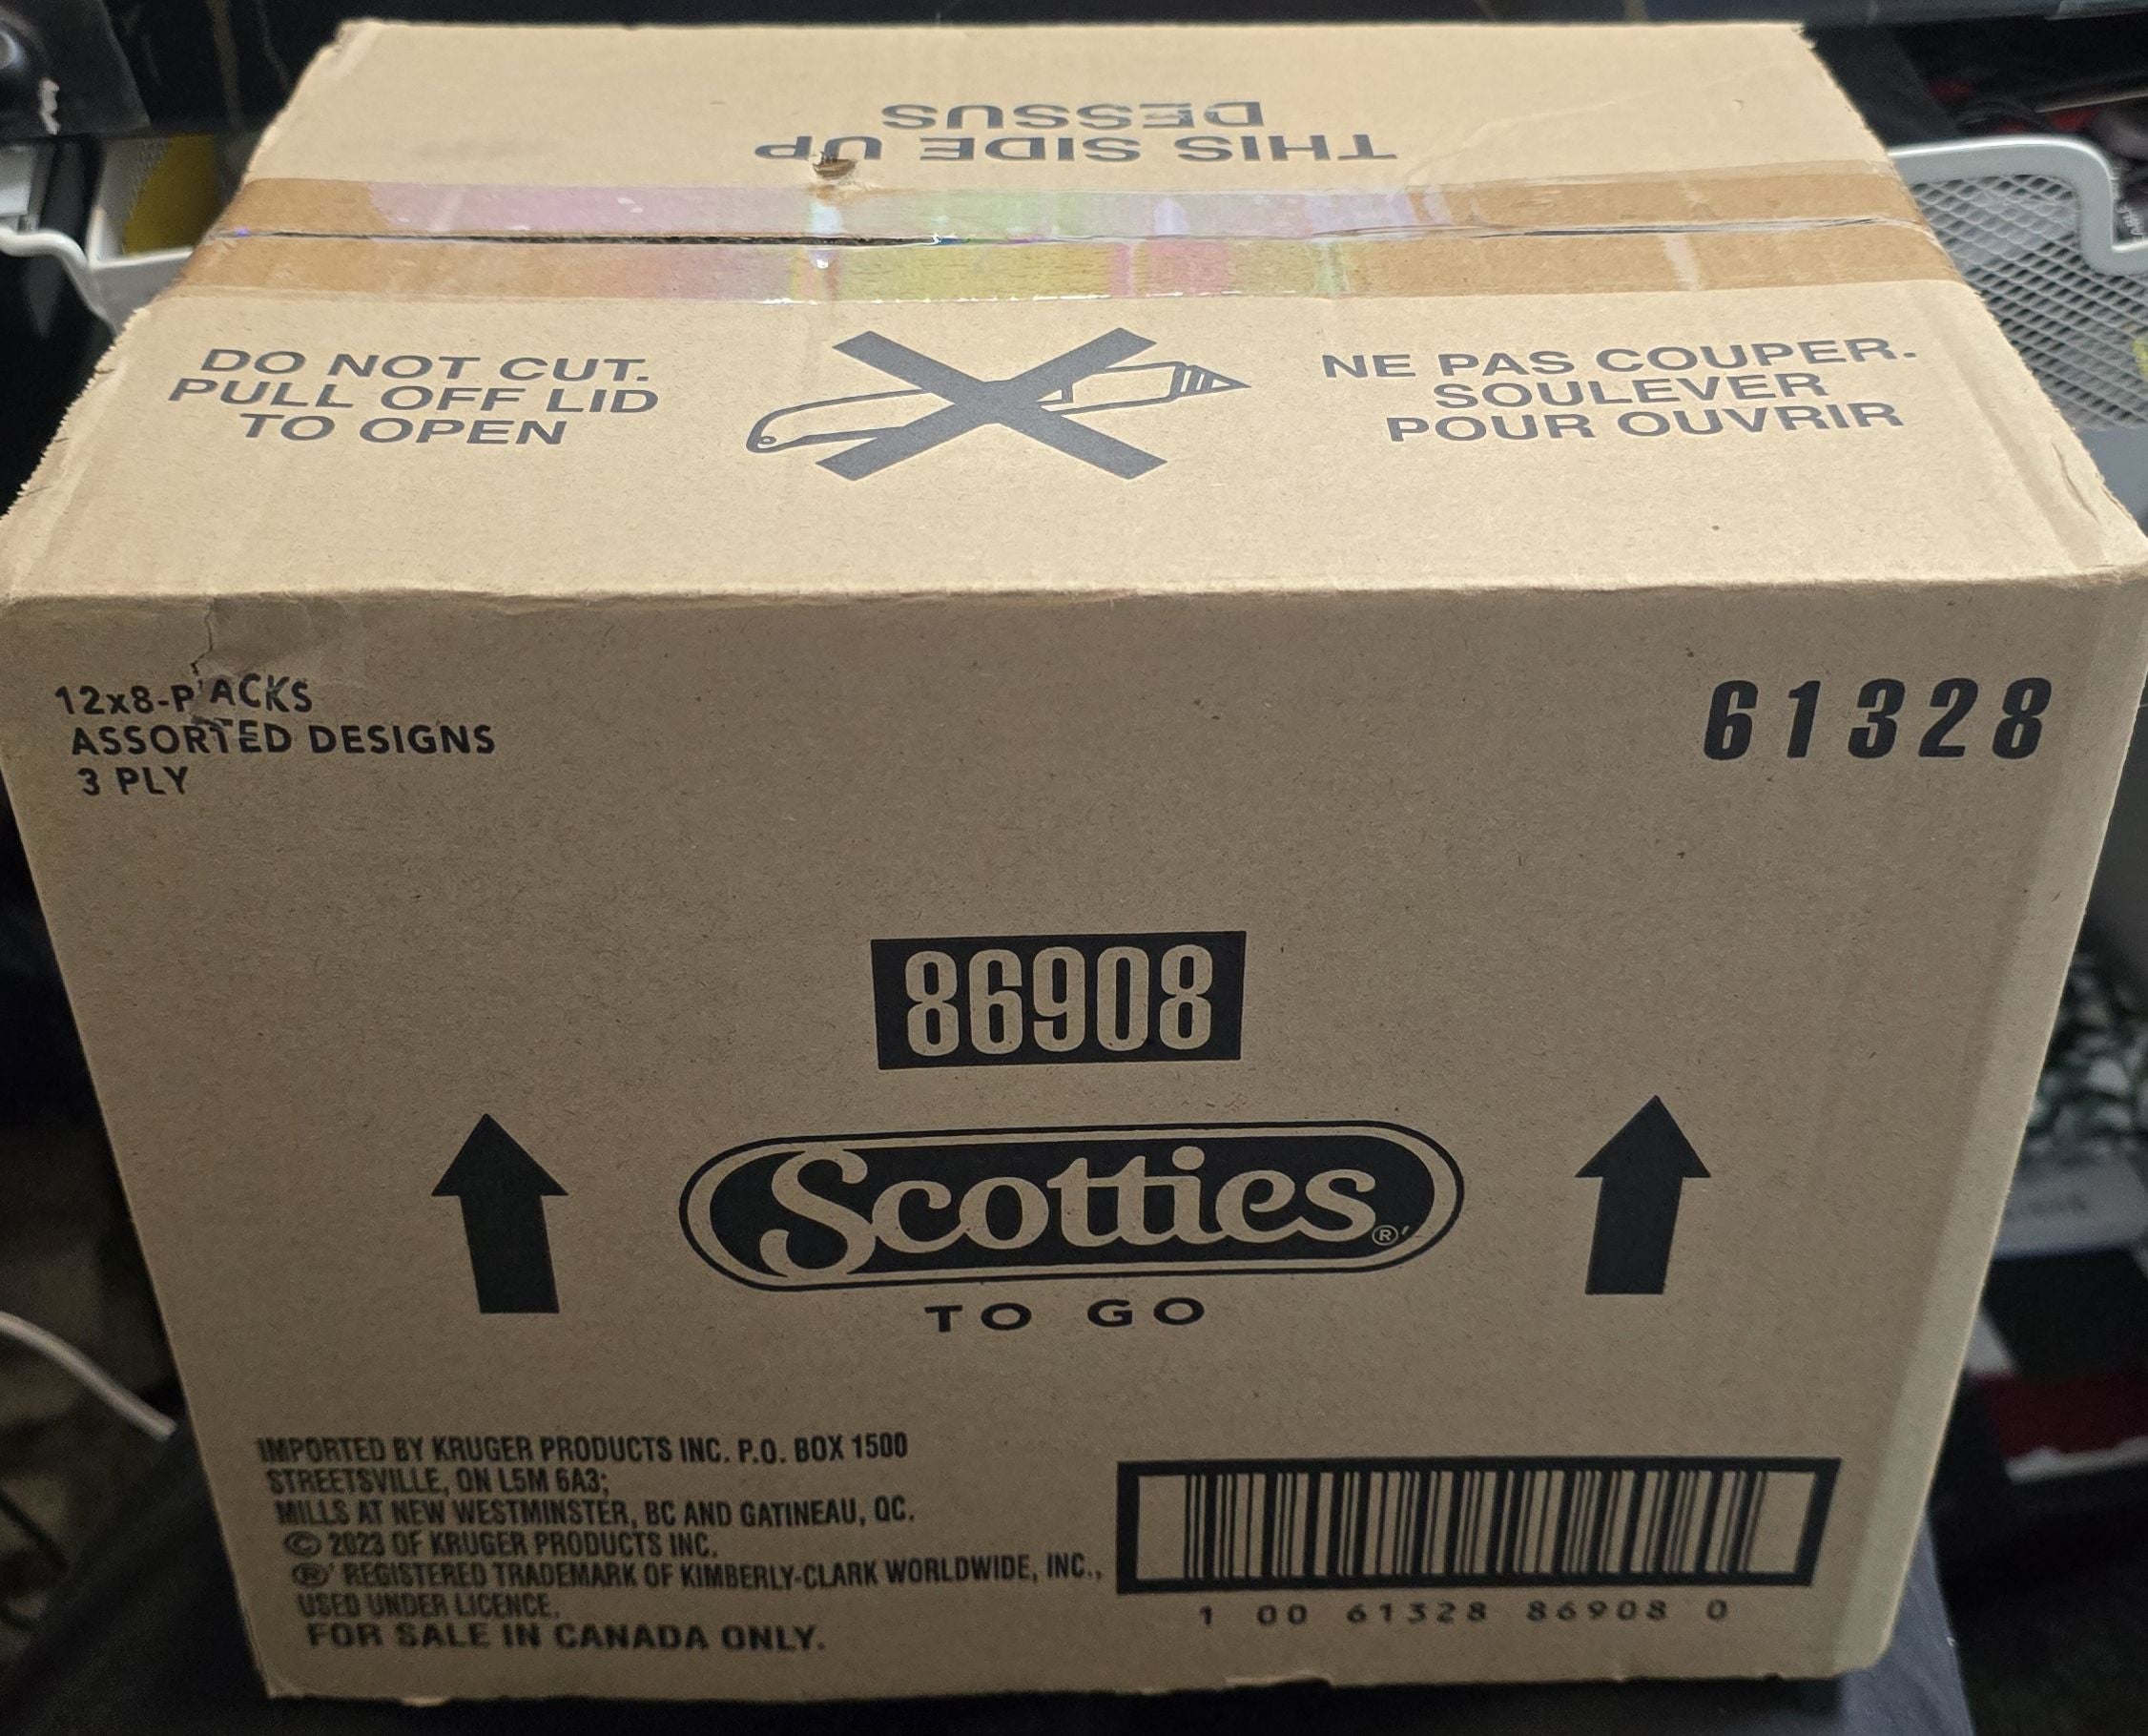 THIS SIDE UP
DESSUS
DO NOT CUT.
PULL OFF LID
TO OPEN
NE PAS COUPER.
SOULEVER
POUR OUVRIR
12x8-PACKS
ASSORTED DESIGNS
3 PLY
61328
86908
Scotties®'
TO GO
IMPORTED BY KRUGER PRODUCTS INC. P.O. BOX 1500
STREETSVILLE, ON L5M 6A3;
MILLS AT NEW WESTMINSTER, BC AND GATINEAU, QC.
© 2023 OF KRUGER PRODUCTS INC.
®' REGISTERED TRADEMARK OF KIMBERLY-CLARK WORLDWIDE, INC.,
USED UNDER LICENCE.
FOR SALE IN CANADA ONLY.
1 00 61328 86908 0